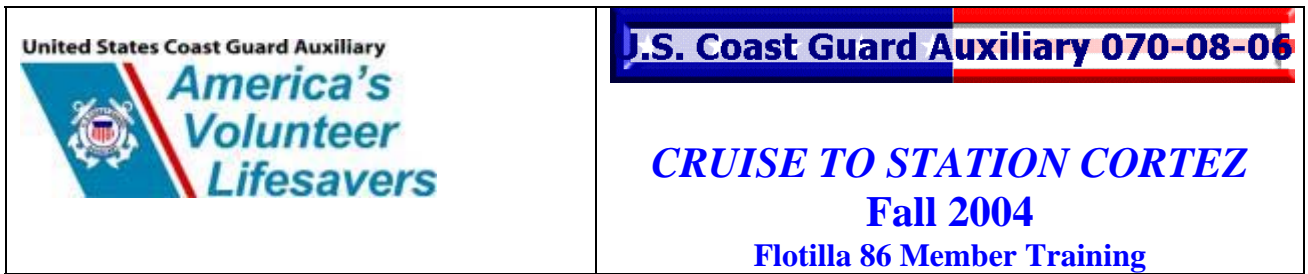 United States Coast Guard Auxiliary
America's
Volunteer
Lifesavers
J.S. Coast Guard Auxiliary 070-08-06
CRUISE TO STATION CORTEZ
Fall 2004
Flotilla 86 Member Training